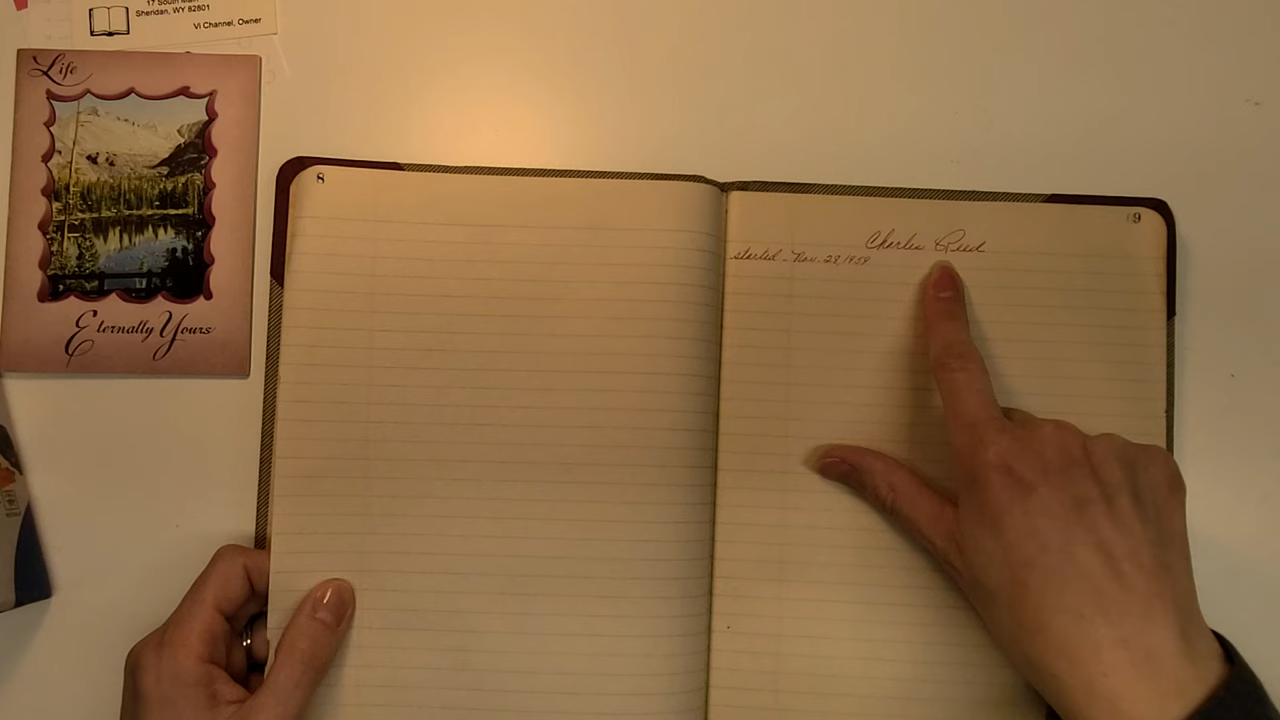 17 South Main
Sheridan, WY 82801
Vi Channel, Owner
Life
Eternally Yours
8
9
Charles Reed
started - Nov. 29, 1959